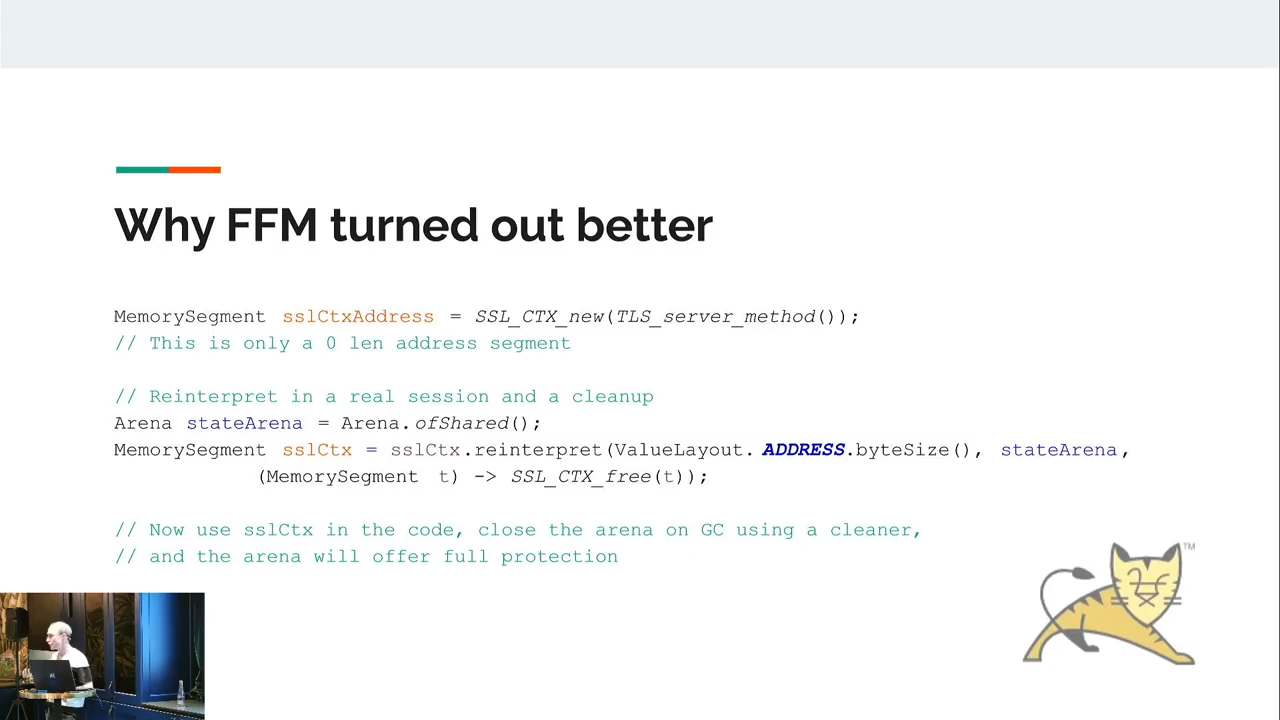 Why FFM turned out better
MemorySegment sslCtxAddress = SSL_CTX_new(TLS_server_method());
// This is only a 0 len address segment
// Reinterpret in a real session and a cleanup
Arena stateArena = Arena.ofShared();
MemorySegment sslCtx = sslCtx.reinterpret(ValueLayout.ADDRESS.byteSize(), stateArena,
(MemorySegment t) -> SSL_CTX_free(t));
// Now use sslCtx in the code, close the arena on GC using a cleaner,
// and the arena will offer full protection
TM